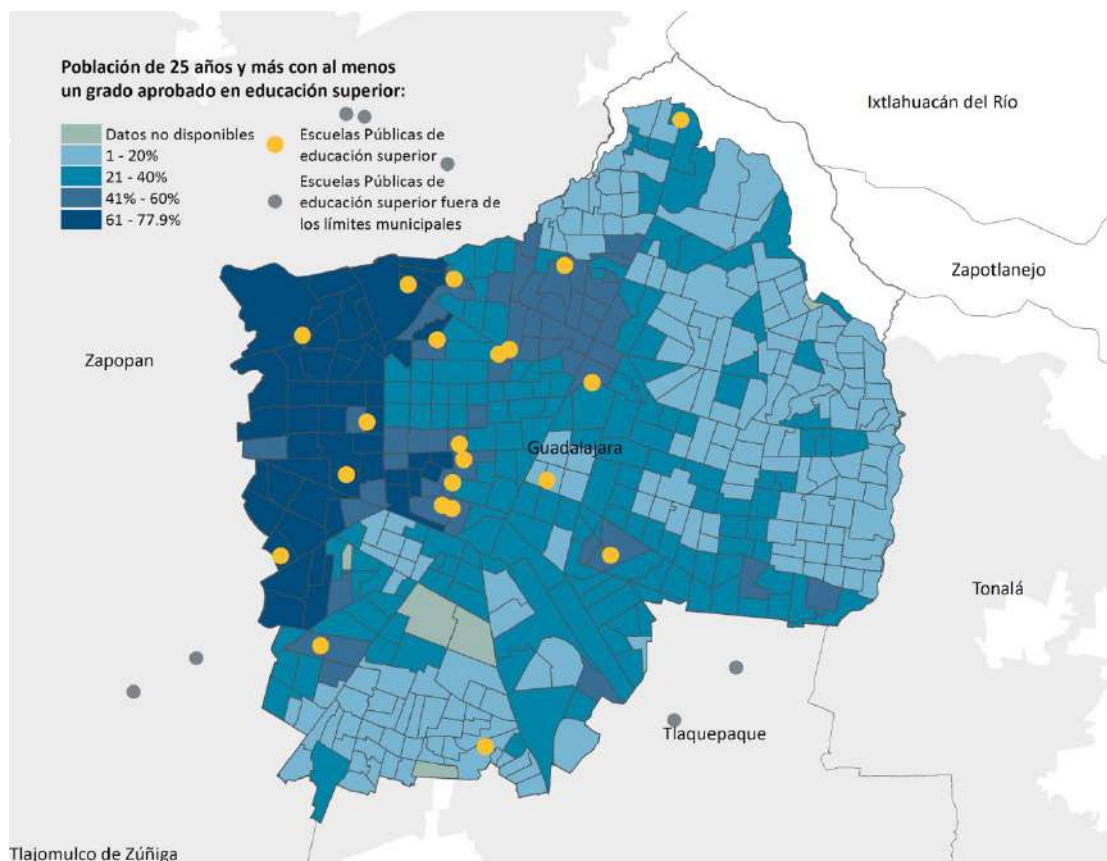 Población de 25 años y más con al menos
un grado aprobado en educación superior:
Datos no disponibles
1 - 20%
21 - 40%
41% - 60%
61 - 77.9%
Escuelas Públicas de
educación superior
Escuelas Públicas de
educación superior fuera de
los límites municipales
Ixtlahuacán del Río
Zapotlanejo
Zapopan
Guadalajara
Tonalá
Tlaquepaque
Tlajomulco de Zúñiga